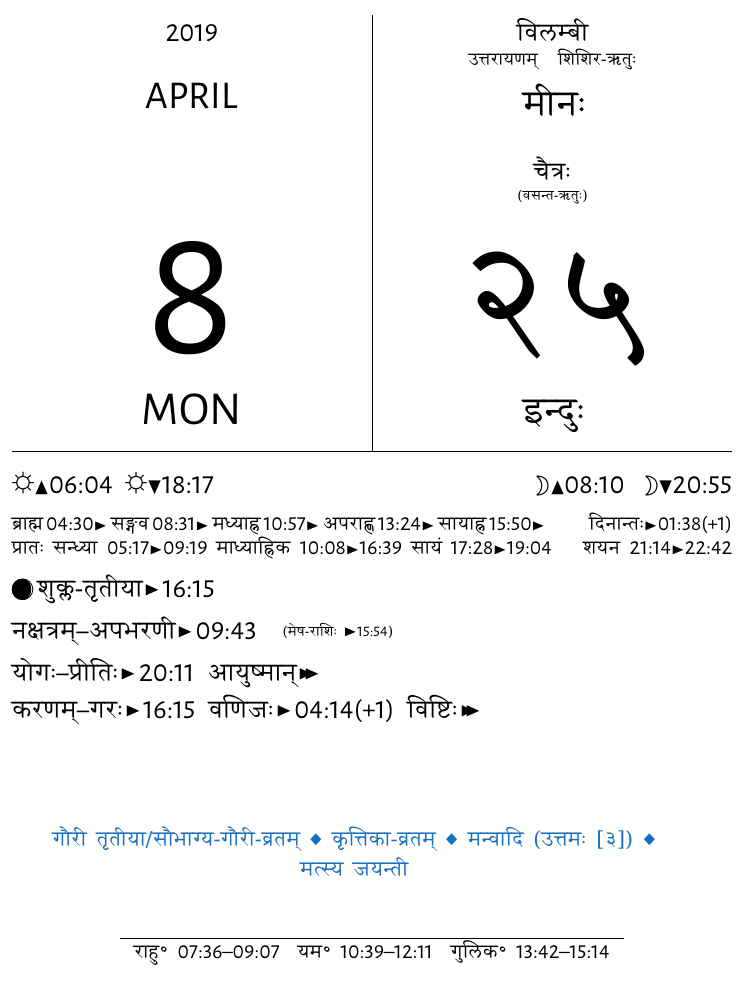 2019
APRIL
8
MON
विलम्बी
उत्तरायणम् शिशिर-ऋतुः
मीनः
चैत्रः
(वसन्त-ऋतुः)
२५
इन्दुः
☼▲06:04 ☼▼18:17 ☽▲08:10 ☽▼20:55
ब्राह्म 04:30► सङ्गव 08:31► मध्याह्न 10:57► अपराह्ण 13:24► सायाह्न 15:50► दिनान्तः►01:38(+1)
प्रातः सन्ध्या 05:17►09:19 माध्याह्निक 10:08►16:39 सायं 17:28►19:04 शयन 21:14►22:42
शुक्ल-तृतीया►16:15
नक्षत्रम्–अपभरणी►09:43 (मेष-राशिः ►15:54)
योगः–प्रीतिः►20:11 आयुष्मान्►►
करणम्–गरः►16:15 वणिजः►04:14(+1) विष्टिः►►
गौरी तृतीया/सौभाग्य-गौरी-व्रतम् ◆ कृत्तिका-व्रतम् ◆ मन्वादि (उत्तमः [३]) ◆
मत्स्य जयन्ती
राहु॰ 07:36–09:07 यम॰ 10:39–12:11 गुलिक॰ 13:42–15:14